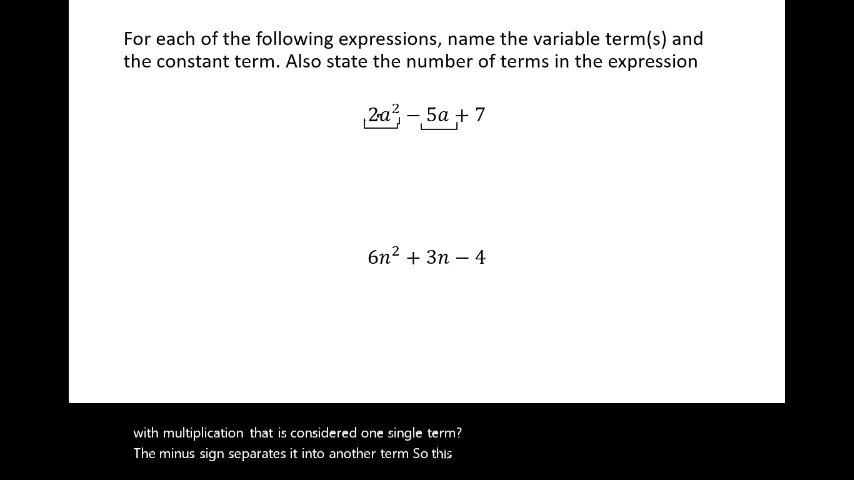 For each of the following expressions, name the variable term(s) and
the constant term. Also state the number of terms in the expression
2a² − 5a + 7
6n² + 3n − 4
with multiplication that is considered one single term?
The minus sign separates it into another term So this